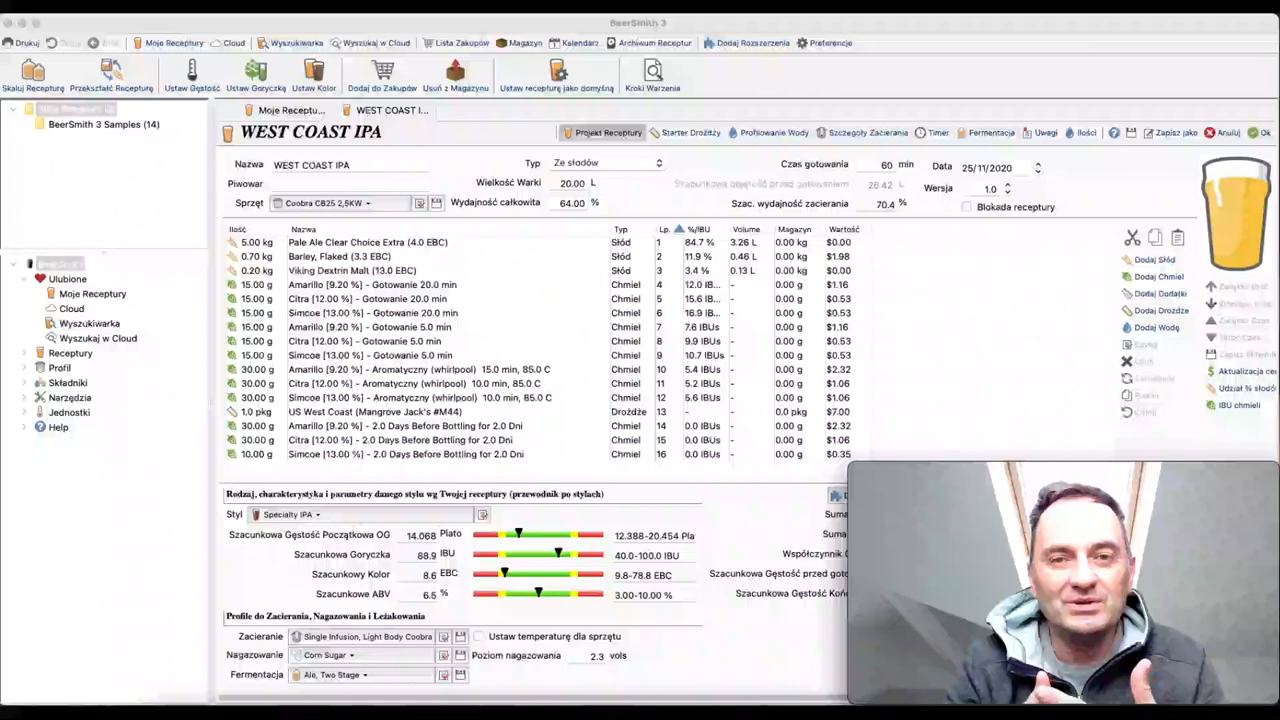 BeerSmith 3
Drukuj Moje Receptury Cloud Wyszukiwarka Wyszukaj w Cloud Lista Zakupów Magazyn Kalendarz Archiwum Receptur Dodaj Rozszerzenia Preferencje
Skaluj Recepturę Przekształć Recepturę Ustaw Gęstość Ustaw Goryczkę Ustaw Kolor Dodaj do Zakupów Usuń z Magazynu Ustaw recepturę jako domyślną Kroki Warzenia
BeerSmith 3 Samples (14)
Ulubione
Moje Receptury
Cloud
Wyszukiwarka
Wyszukaj w Cloud
Receptury
Profil
Składniki
Narzędzia
Jednostki
Help
Moje Receptu... WEST COAST I...
WEST COAST IPA
Projekt Receptury Starter Drożdży Profilowanie Wody Szczegóły Zacierania Timer Fermentacja Uwagi Ilości Zapisz jako Anuluj Ok
Nazwa WEST COAST IPA Typ Ze słodów Czas gotowania 60 min Data 25/11/2020
Piwowar Wielkość Warki 20.00 L Szacunkowa objętość przed gotowaniem 26.42 L Wersja 1.0
Sprzęt Coobra CB25 2,5KW Wydajność całkowita 64.00 % Szac. wydajność zacierania 70.4 % Blokada receptury
Ilość Nazwa Typ Lp. %/IBU Volume Magazyn Wartość
5.00 kg Pale Ale Clear Choice Extra (4.0 EBC) Słód 1 84.7 % 3.26 L 0.00 kg $0.00
0.70 kg Barley, Flaked (3.3 EBC) Słód 2 11.9 % 0.46 L 0.00 kg $1.98
0.20 kg Viking Dextrin Malt (13.0 EBC) Słód 3 3.4 % 0.13 L 0.00 kg $0.00
15.00 g Amarillo [9.20 %] - Gotowanie 20.0 min Chmiel 4 12.0 IB... - 0.00 g $1.16
15.00 g Citra [12.00 %] - Gotowanie 20.0 min Chmiel 5 15.6 IB... - 0.00 g $0.53
15.00 g Simcoe [13.00 %] - Gotowanie 20.0 min Chmiel 6 16.9 IB... - 0.00 g $0.53
15.00 g Amarillo [9.20 %] - Gotowanie 5.0 min Chmiel 7 7.6 IBUs - 0.00 g $1.16
15.00 g Citra [12.00 %] - Gotowanie 5.0 min Chmiel 8 9.9 IBUs - 0.00 g $0.53
15.00 g Simcoe [13.00 %] - Gotowanie 5.0 min Chmiel 9 10.7 IBUs - 0.00 g $0.53
30.00 g Amarillo [9.20 %] - Aromatyczny (whirlpool) 15.0 min, 85.0 C Chmiel 10 5.4 IBUs - 0.00 g $2.32
30.00 g Citra [12.00 %] - Aromatyczny (whirlpool) 10.0 min, 85.0 C Chmiel 11 5.2 IBUs - 0.00 g $1.06
30.00 g Simcoe [13.00 %] - Aromatyczny (whirlpool) 10.0 min, 85.0 C Chmiel 12 5.6 IBUs - 0.00 g $1.06
1.0 pkg US West Coast (Mangrove Jack's #M44) Drożdże 13 - - 0.0 pkg $7.00
30.00 g Amarillo [9.20 %] - 2.0 Days Before Bottling for 2.0 Dni Chmiel 14 0.0 IBUs - 0.00 g $2.32
15.00 g Citra [12.00 %] - 2.0 Days Before Bottling for 2.0 Dni Chmiel 15 0.0 IBUs - 0.00 g $1.06
10.00 g Simcoe [13.00 %] - 2.0 Days Before Bottling for 2.0 Dni Chmiel 16 0.0 IBUs - 0.00 g $0.35
Dodaj Słód
Dodaj Chmiel
Dodaj Dodatki
Dodaj Drożdże
Dodaj Wodę
Aktualizacja cen
Udział % słodó
IBU chmieli
Rodzaj, charakterystyka i parametry danego stylu wg Twojej receptury (przewodnik po stylach)
Styl Specialty IPA Suma
Szacunkowa Gęstość Początkowa OG 14.068 Plato 12.388-20.454 Pla Suma
Szacunkowa Goryczka 88.9 IBU 40.0-100.0 IBU Współczynnik
Szacunkowy Kolor 8.6 EBC 9.8-78.8 EBC Szacunkowa Gęstość przed goto
Szacunkowe ABV 6.5 % 3.00-10.00 % Szacunkowa Gęstość Końc
Profile do Zacierania, Nagazowania i Leżakowania
Zacieranie Single Infusion, Light Body Coobra Ustaw temperaturę dla sprzętu
Nagazowanie Corn Sugar Poziom nagazowania 2.3 vols
Fermentacja Ale, Two Stage